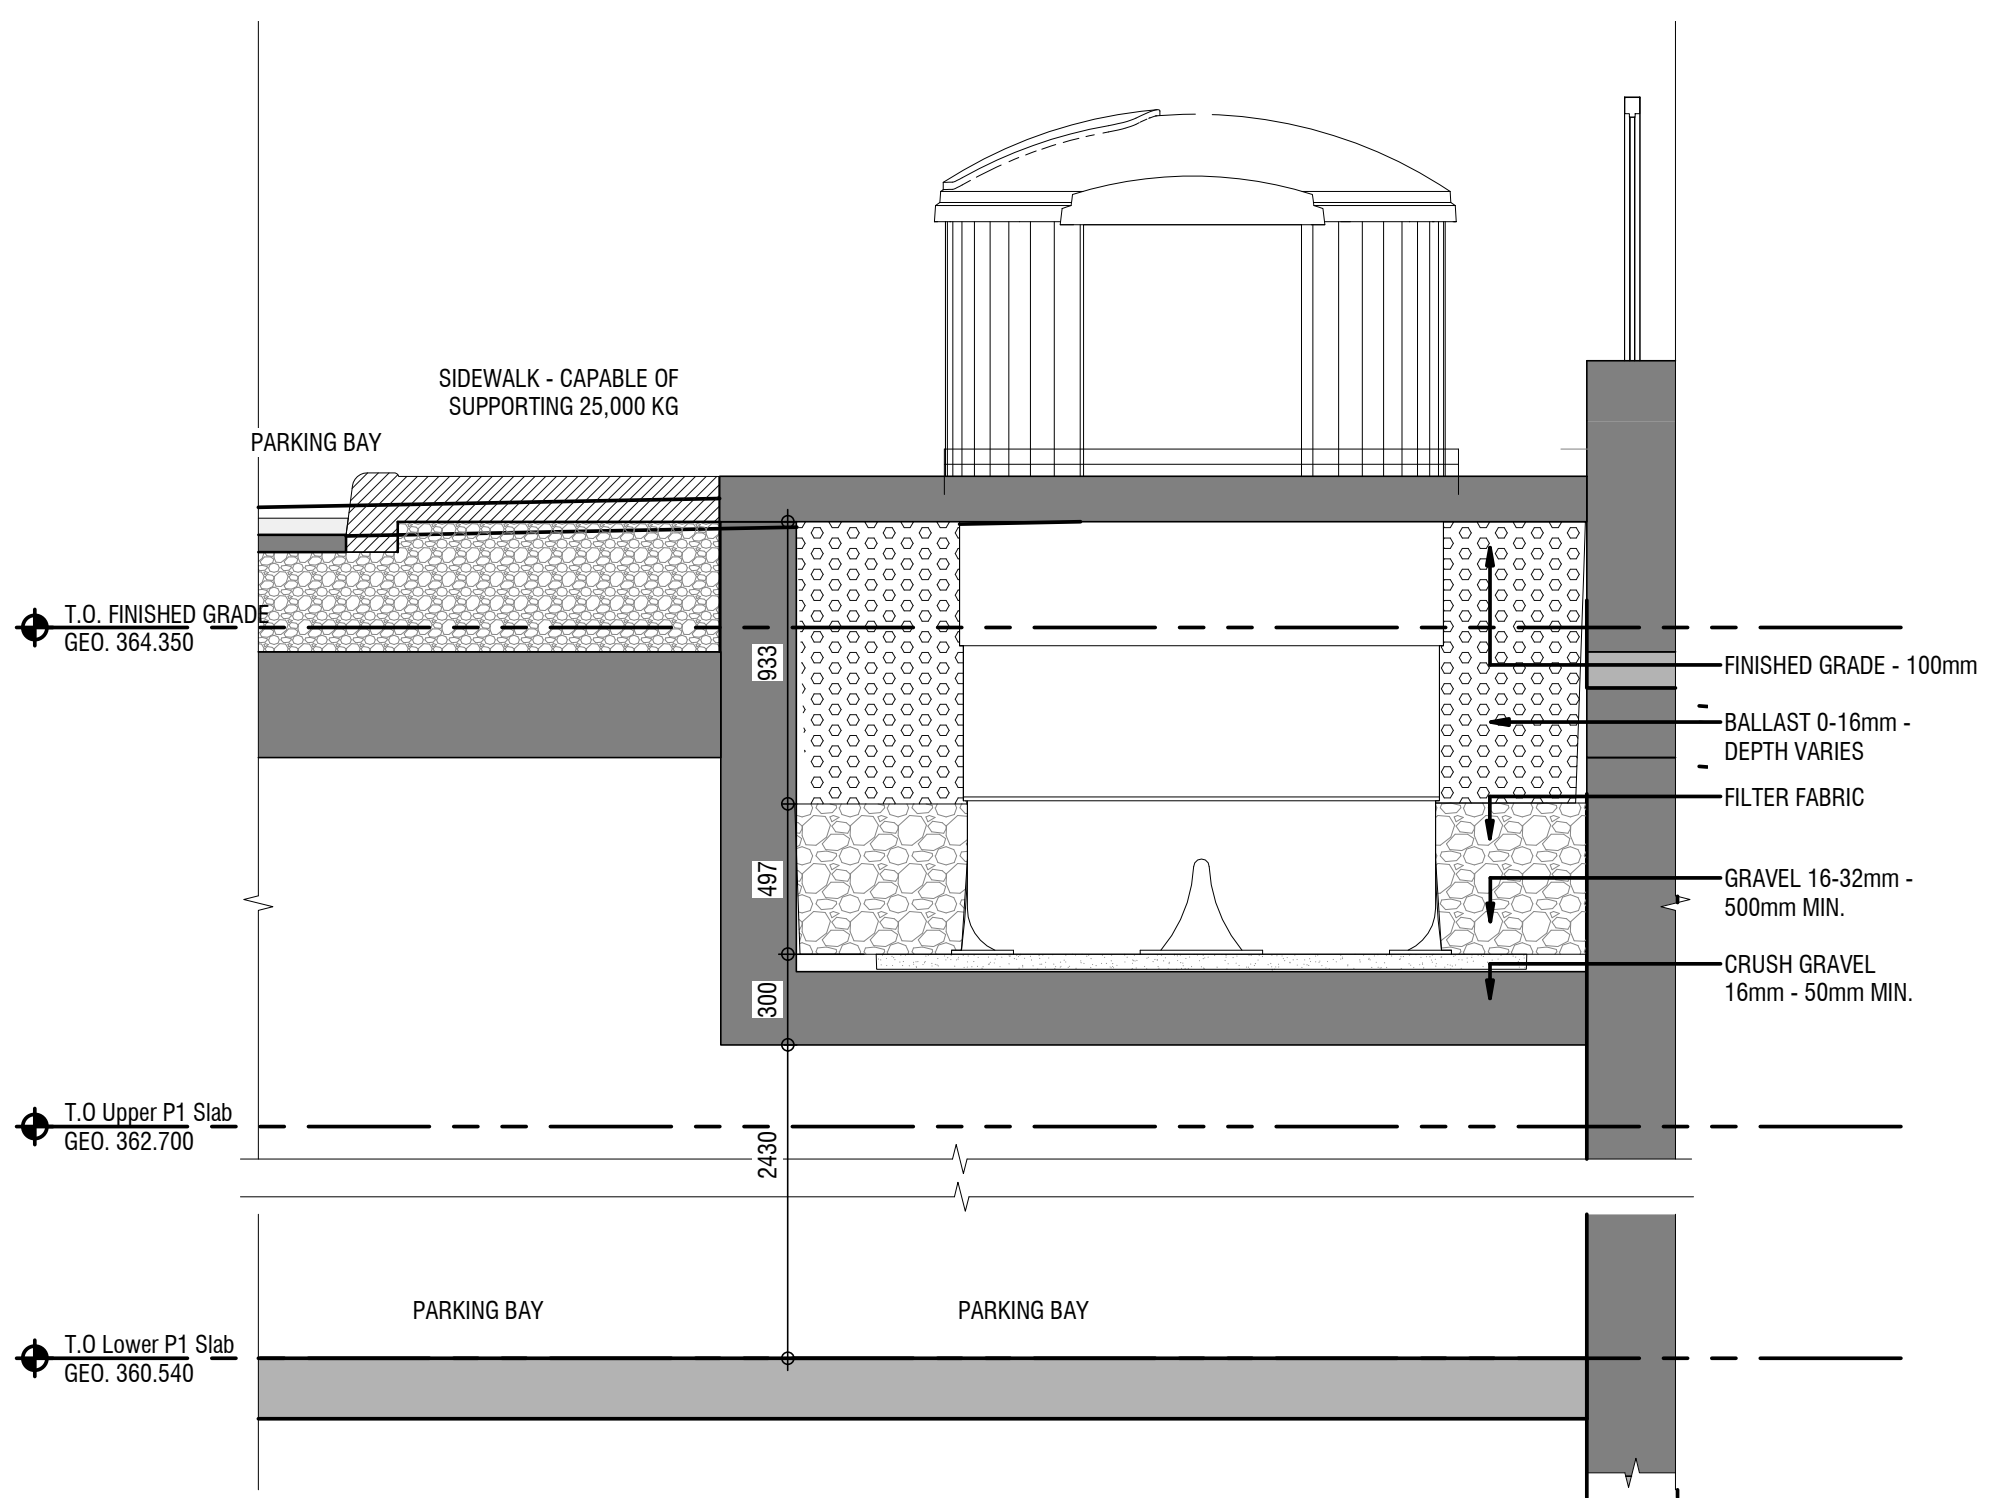 SIDEWALK - CAPABLE OF
SUPPORTING 25,000 KG
PARKING BAY
T.O. FINISHED GRADE
GEO. 364.350
933
FINISHED GRADE - 100mm
BALLAST 0-16mm -
DEPTH VARIES
FILTER FABRIC
497
GRAVEL 16-32mm -
500mm MIN.
300
CRUSH GRAVEL
16mm - 50mm MIN.
T.O Upper P1 Slab
GEO. 362.700
2430
PARKING BAY
PARKING BAY
T.O Lower P1 Slab
GEO. 360.540